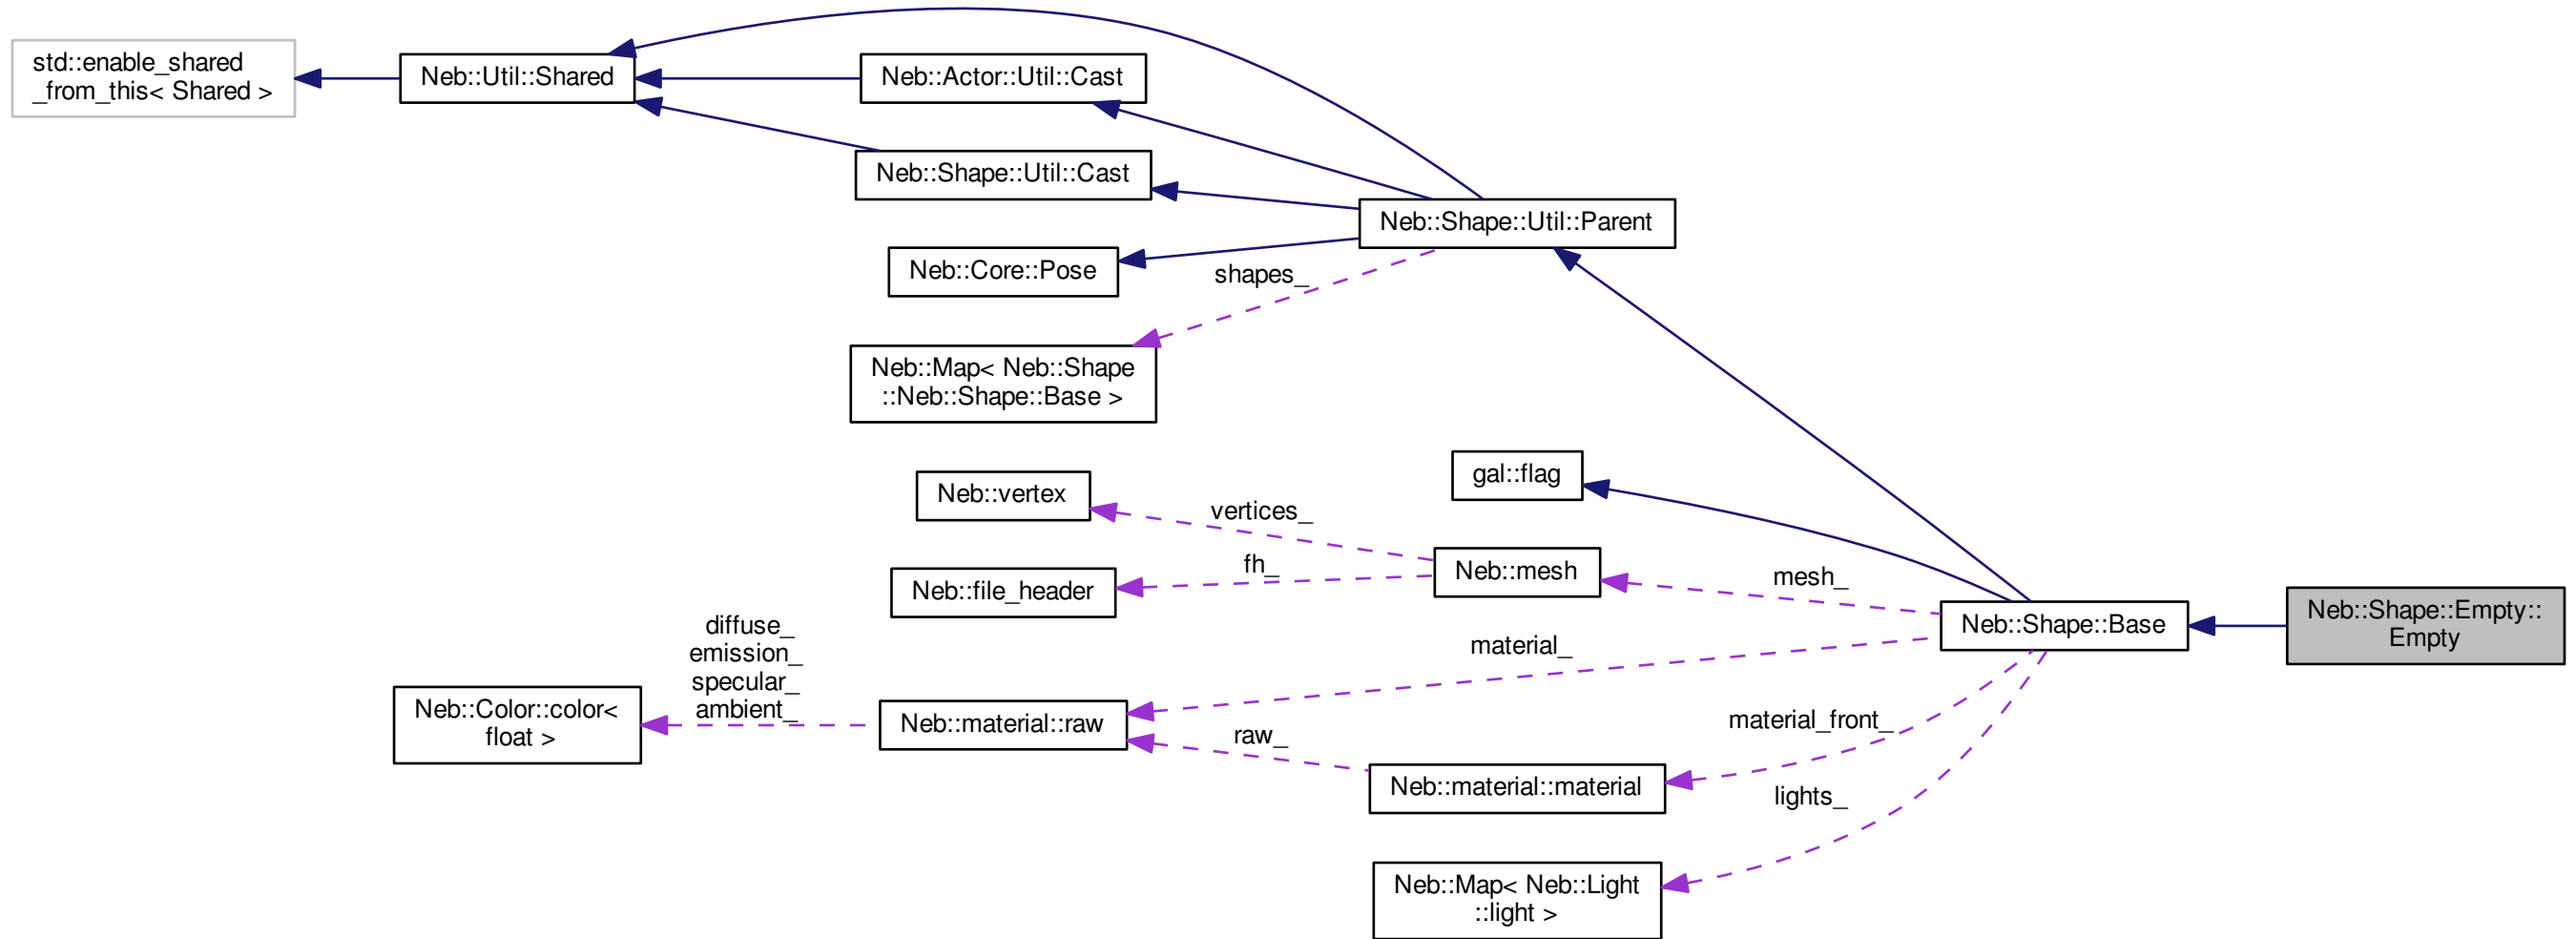 std::enable_shared
_from_this< Shared >
Neb::Util::Shared
Neb::Actor::Util::Cast
Neb::Shape::Util::Cast
Neb::Shape::Util::Parent
Neb::Core::Pose
shapes_
Neb::Map< Neb::Shape
::Neb::Shape::Base >
gal::flag
Neb::vertex
vertices_
Neb::mesh
fh_
Neb::file_header
mesh_
Neb::Shape::Base
Neb::Shape::Empty::
Empty
diffuse_
emission_
specular_
ambient_
material_
Neb::Color::color<
float >
Neb::material::raw
raw_
material_front_
Neb::material::material
lights_
Neb::Map< Neb::Light
::light >